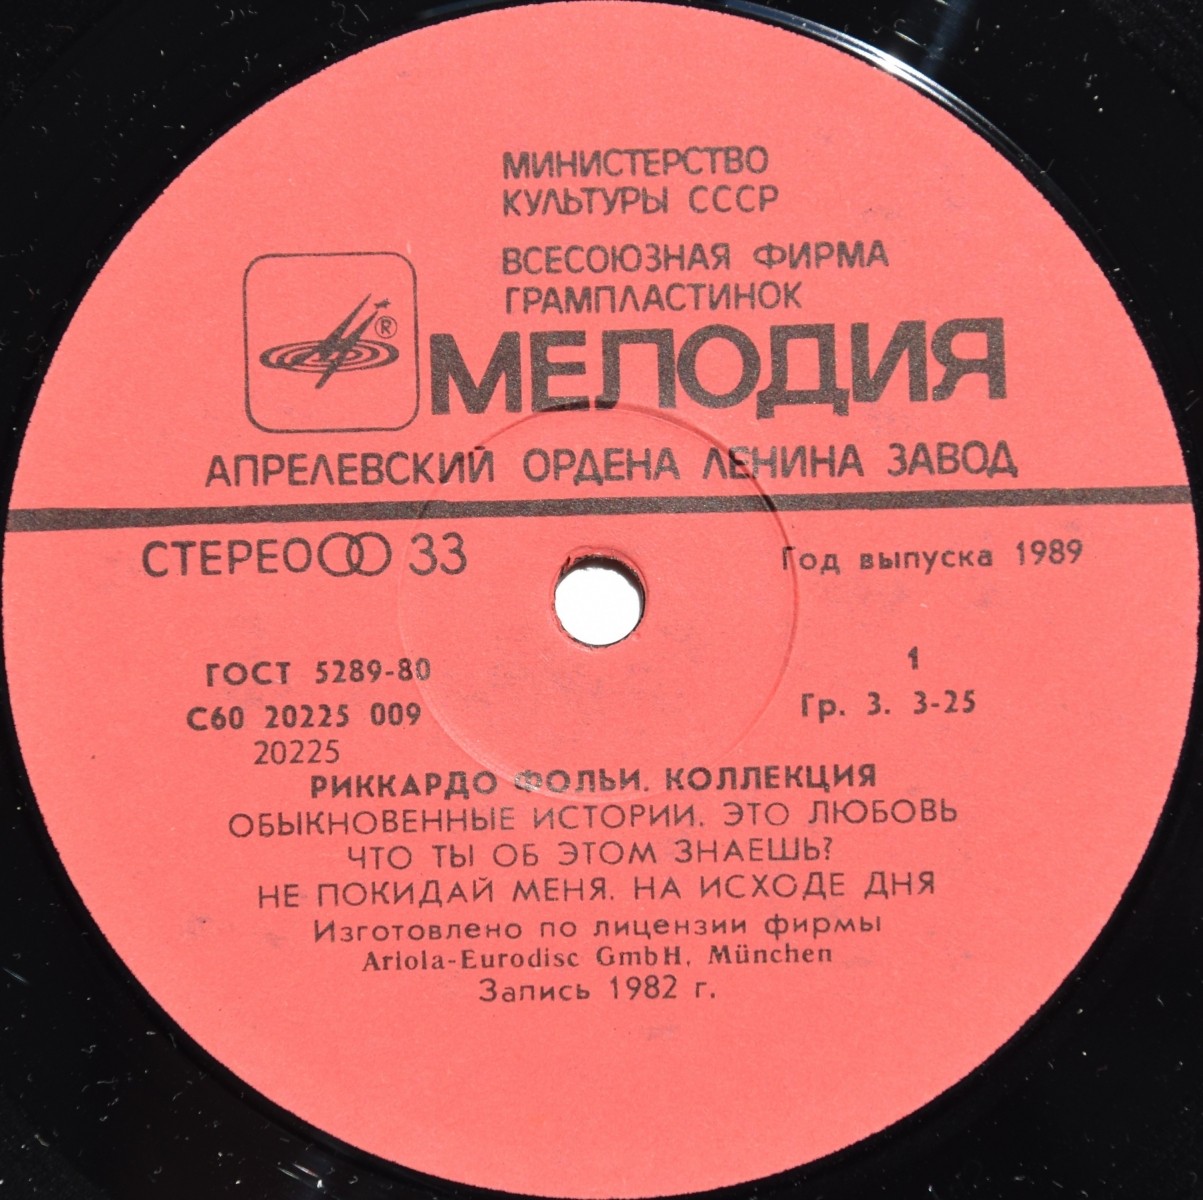 МИНИСТЕРСТВО
КУЛЬТУРЫ СССР
ВСЕСОЮЗНАЯ ФИРМА
ГРАМПЛАСТИНОК
®
МЕЛОДИЯ
АПРЕЛЕВСКИЙ ОРДЕНА ЛЕНИНА ЗАВОД
СТЕРЕО 33
Год выпуска 1989
ГОСТ 5289-80
1
С60 20225 009
Гр. 3. 3-25
20225
РИККАРДО ФОЛЬИ. КОЛЛЕКЦИЯ
ОБЫКНОВЕННЫЕ ИСТОРИИ. ЭТО ЛЮБОВЬ
ЧТО ТЫ ОБ ЭТОМ ЗНАЕШЬ?
НЕ ПОКИДАЙ МЕНЯ. НА ИСХОДЕ ДНЯ
Изготовлено по лицензии фирмы
Ariola-Eurodisc GmbH, München
Запись 1982 г.